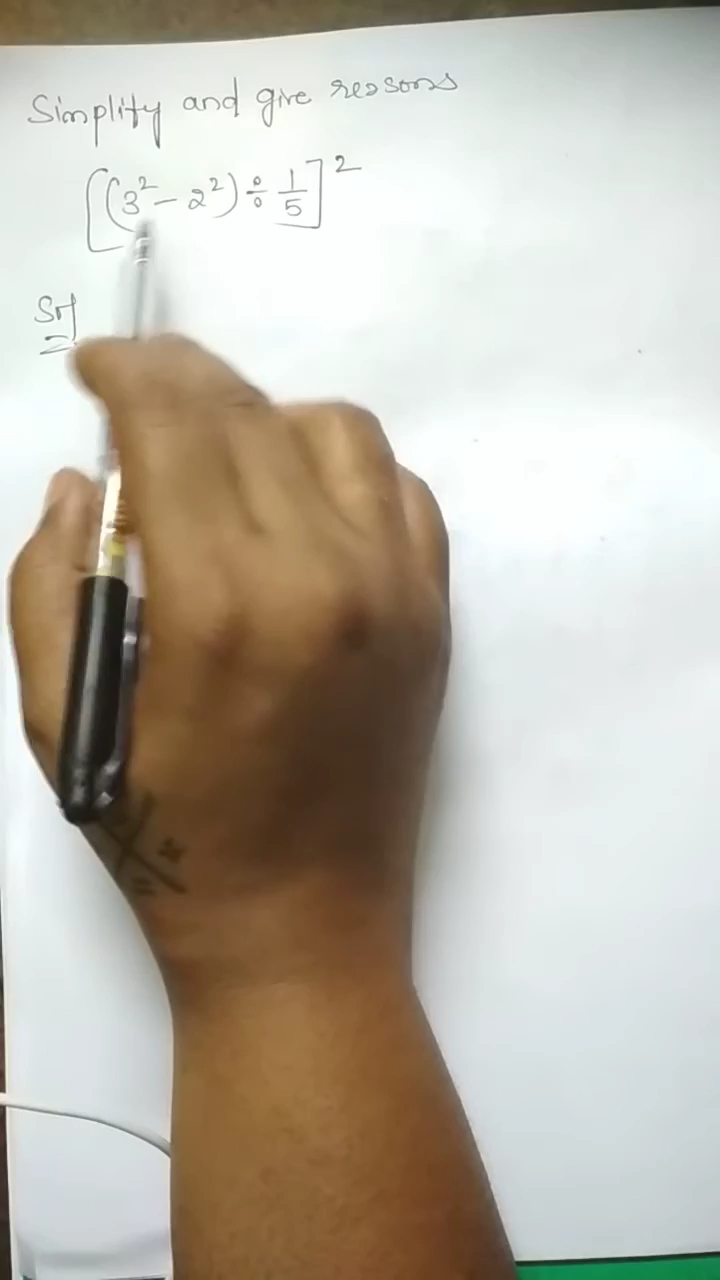 Simplify and give reasons
[(3² - 2²) ÷ 1/5]²
Sol